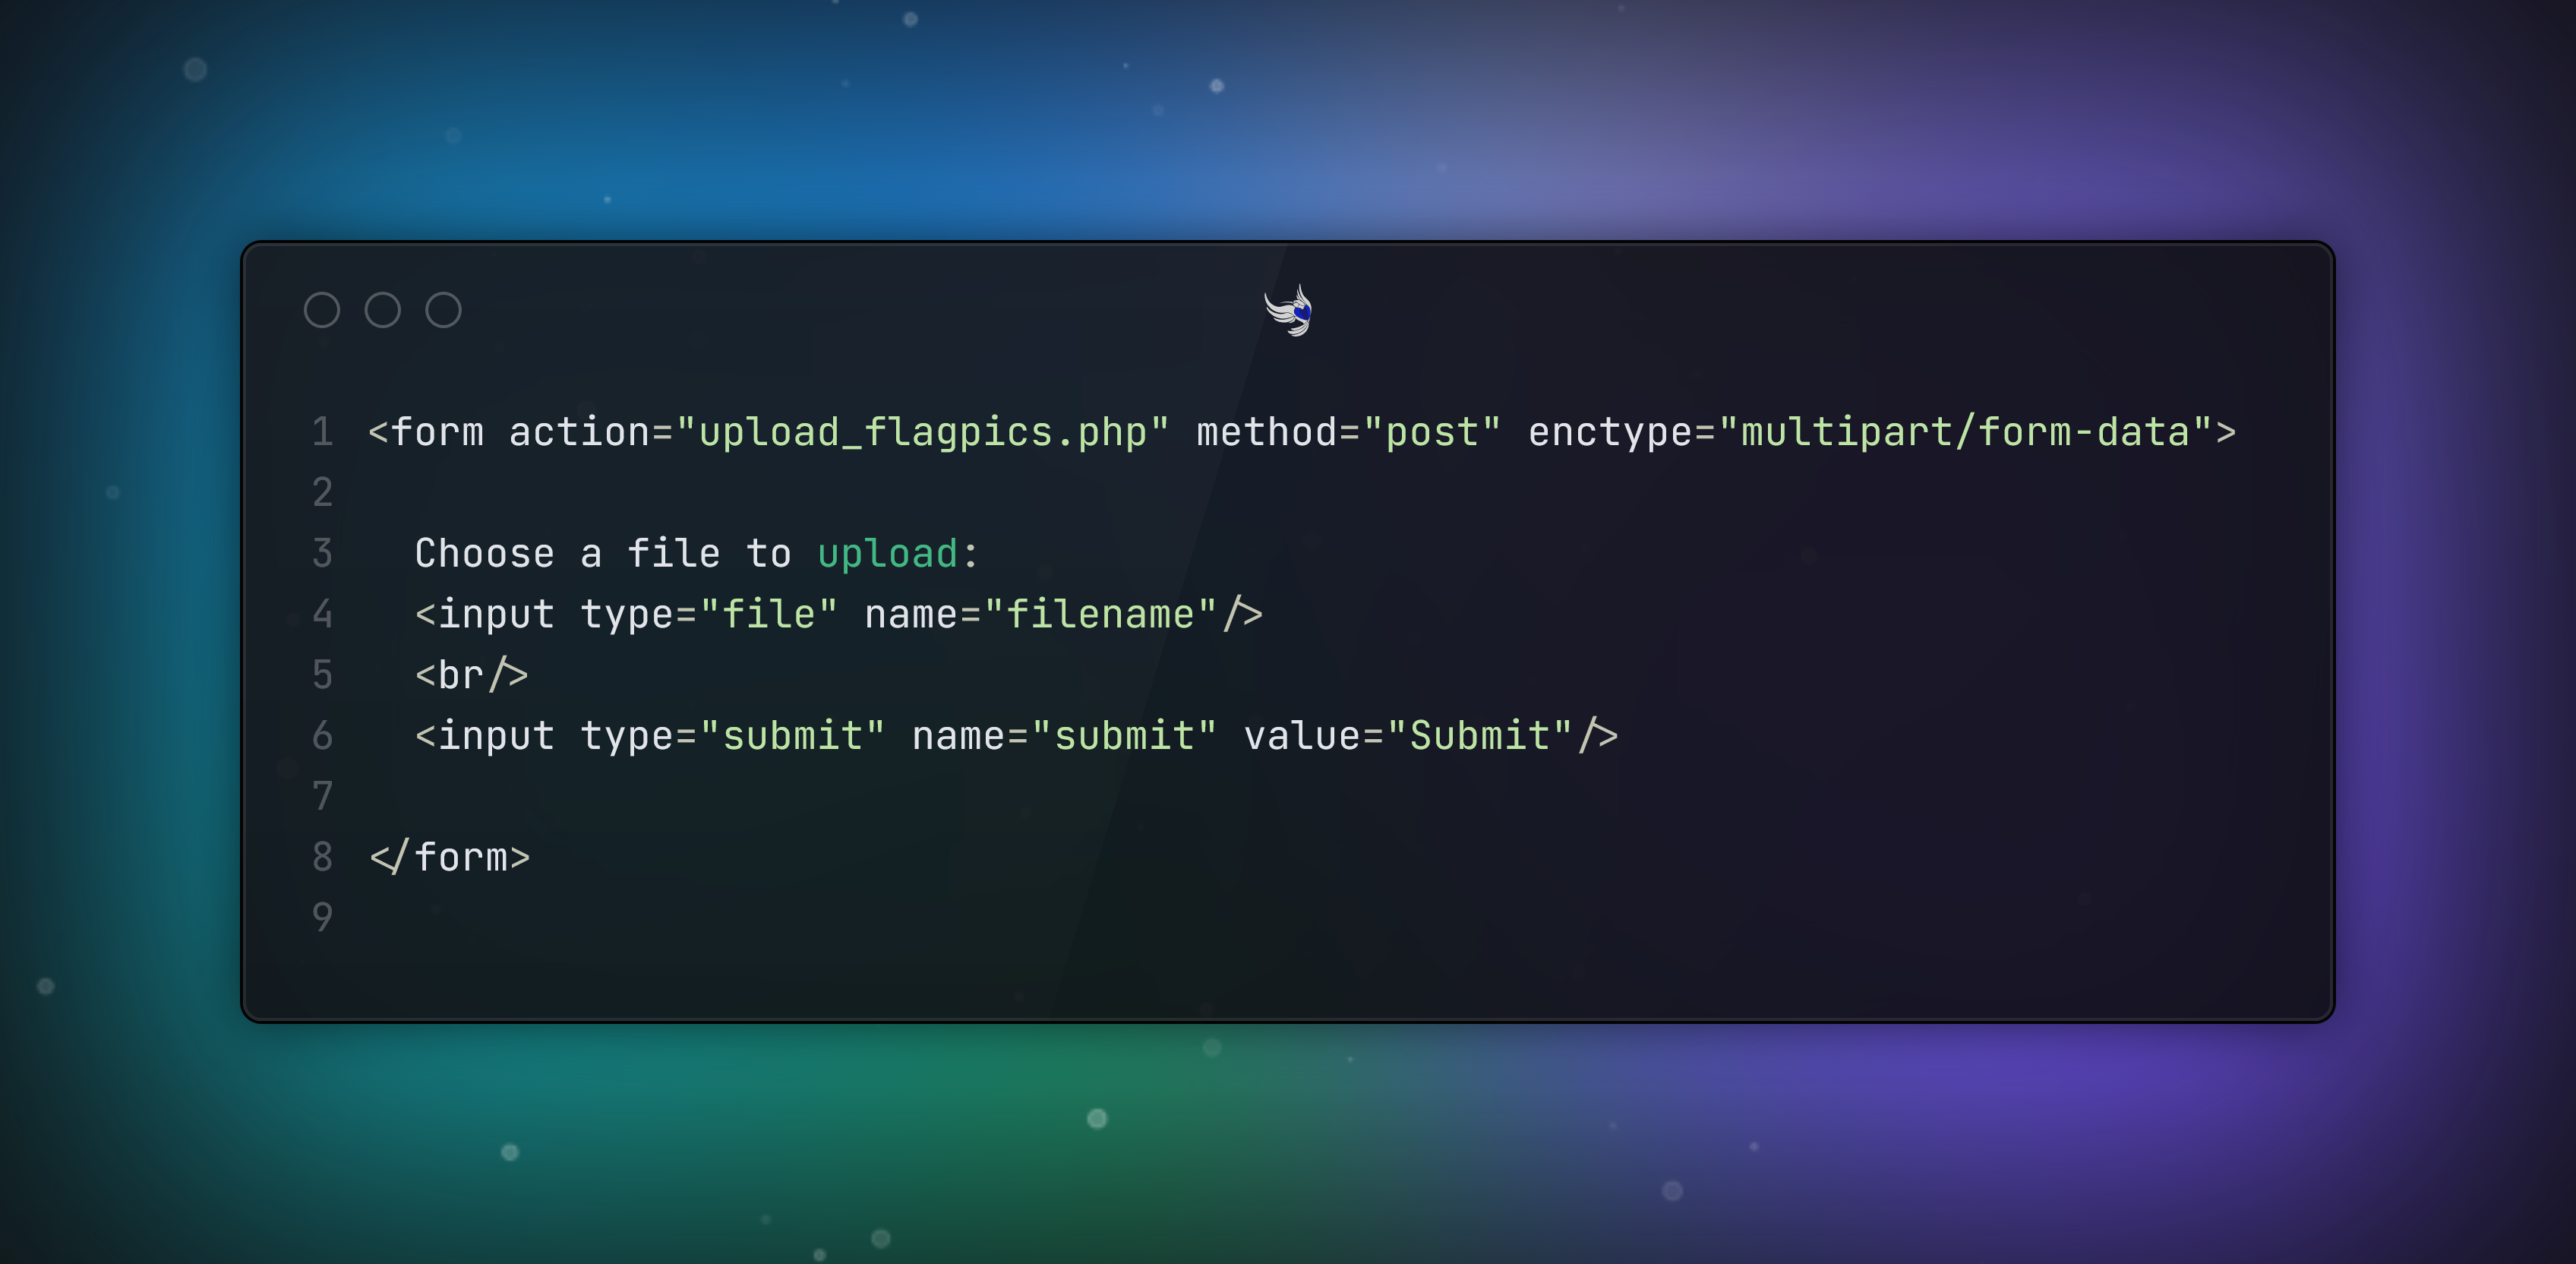 1 <form action="upload_flagpics.php" method="post" enctype="multipart/form-data">
2
3 Choose a file to upload:
4 <input type="file" name="filename"/>
5 <br/>
6 <input type="submit" name="submit" value="Submit"/>
7
8 </form>
9